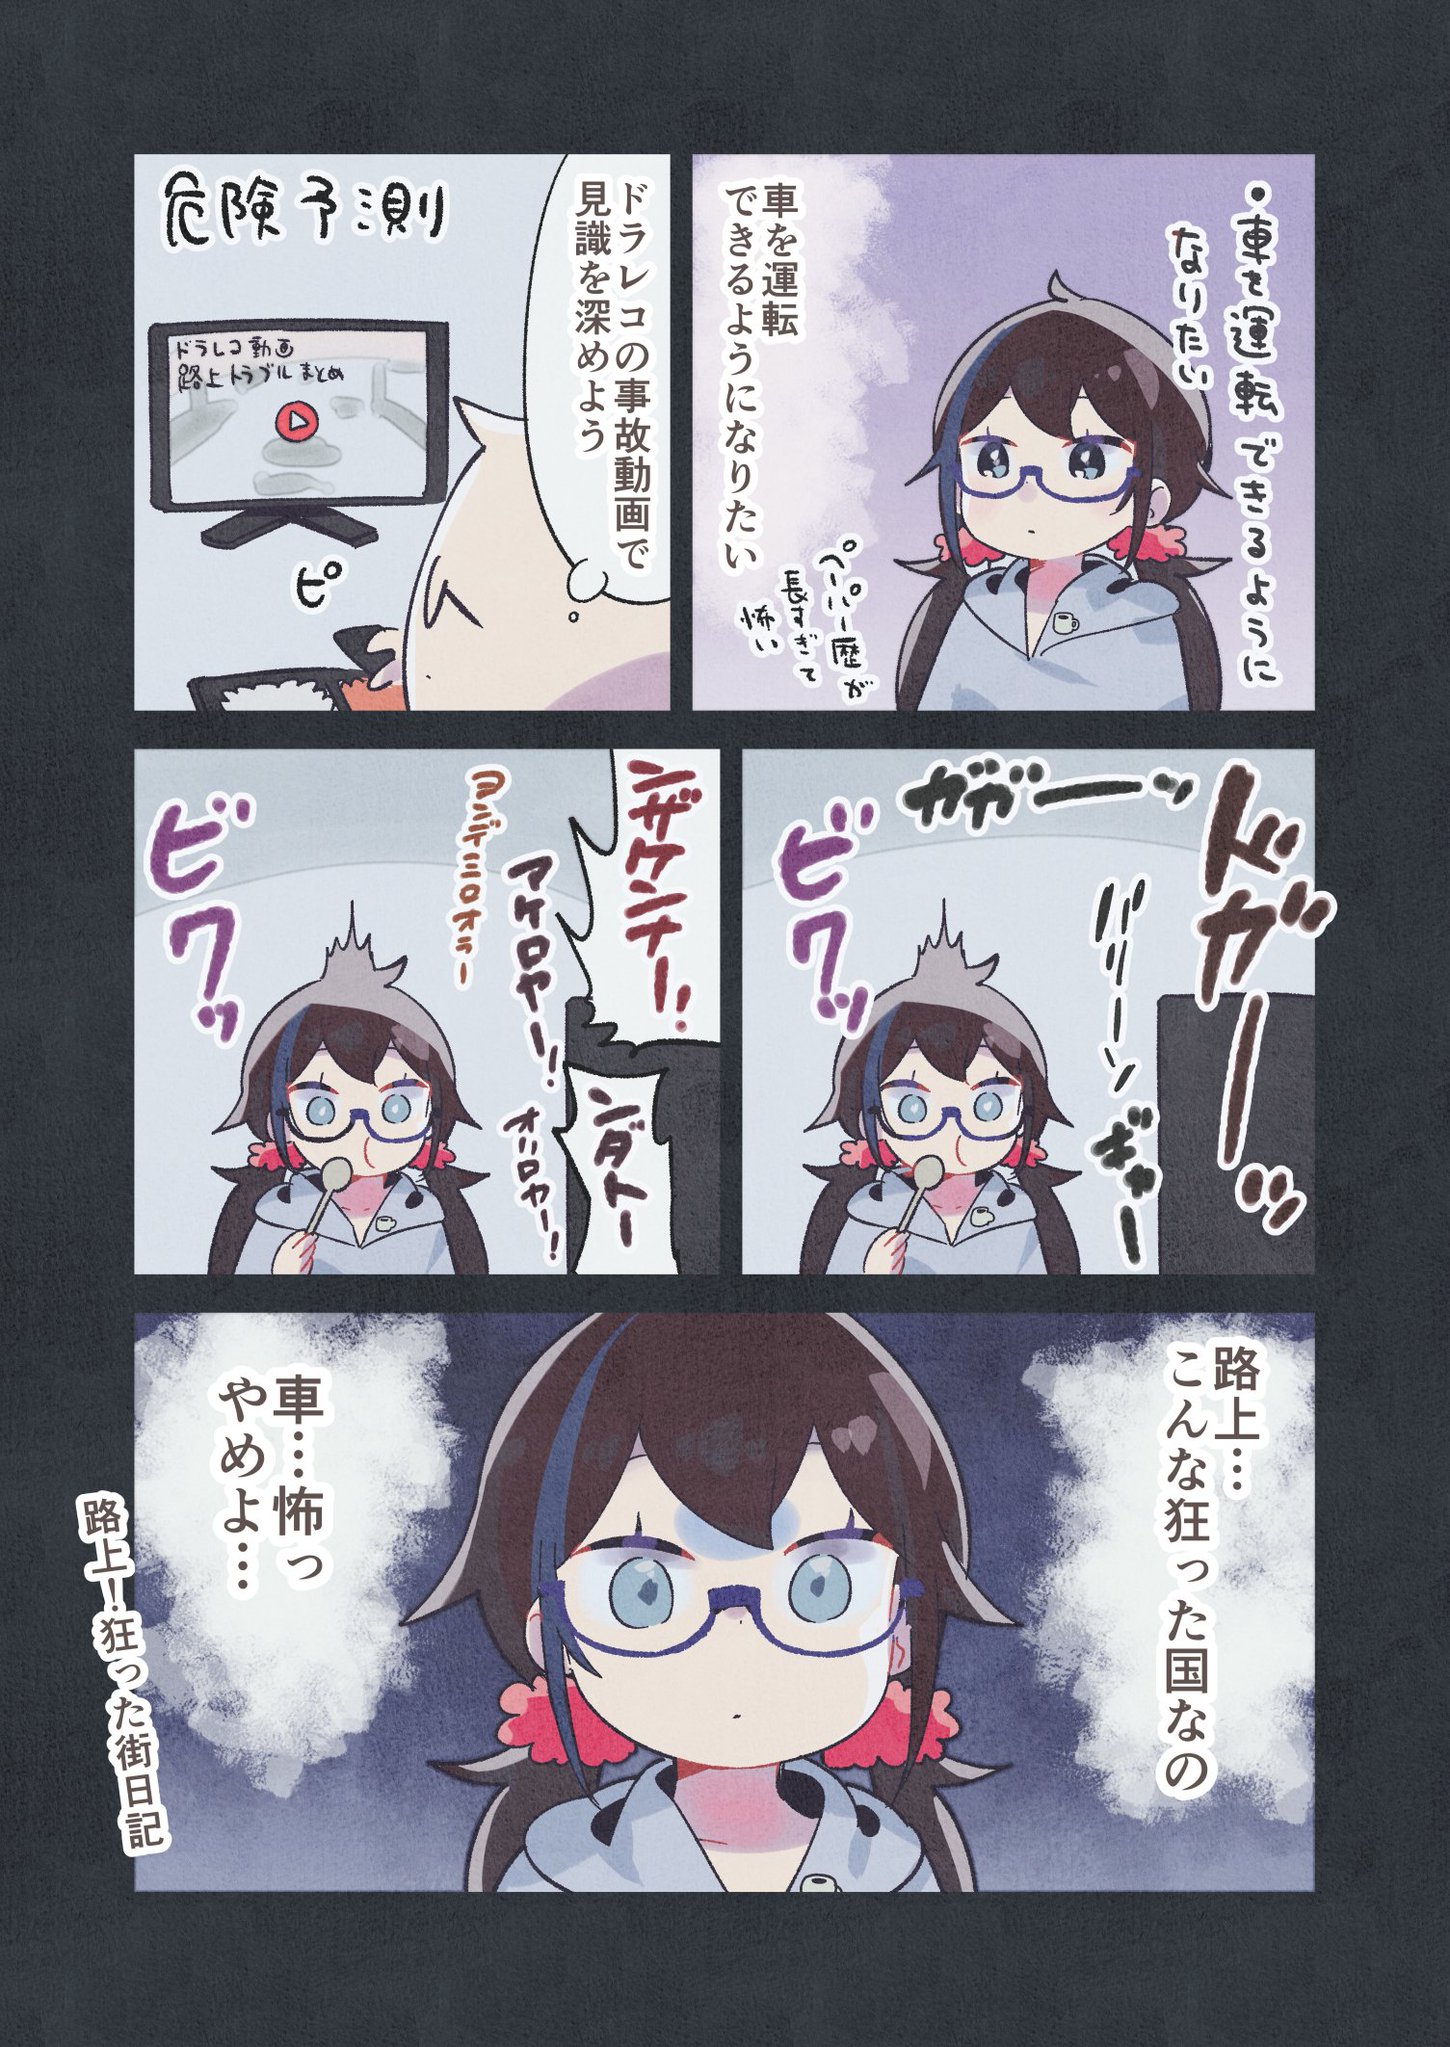 ・車を運転できるように
なりたい
車を運転
できるようになりたい
ペーパー歴が
長すぎて
怖い
ドラレコの事故動画で
見識を深めよう
危険予測
ドラレコ動画
路上トラブルまとめ
ピ
ドガーーッ
ガガーーッ
バリーーン
ギャー
ビクッ
ンザケンナー!!
ンダトー
アケロヤー!!
オリロヤー!!
アンデミロオラー
ビクッ
路上…
こんな狂った国なの
車…怖っ
やめよ…
路上!狂った街日記